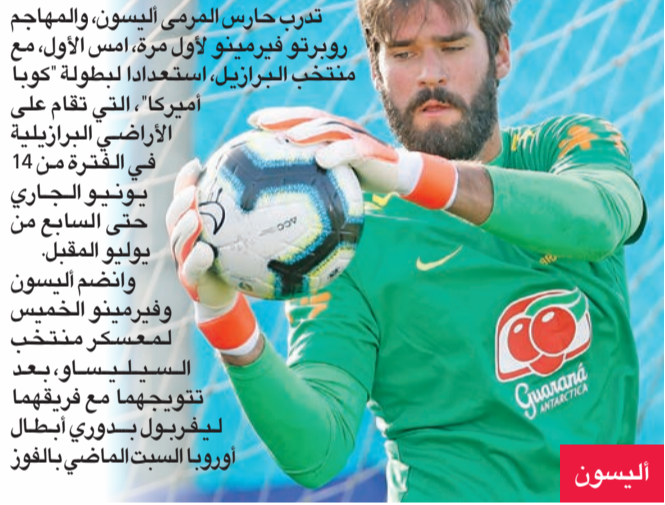 تدرب حارس المرمى أليسون، والمهاجم
روبرتو فيرمينو لأول مرة، امس الأول، مع
منتخب البرازيل، استعدادا لبطولة "كوبا
أميركا"، التي تقام على
الأراضي البرازيلية
في الفترة من 14
يونيو الجاري
حتى السابع من
يوليو المقبل.
وانضم أليسون
وفيرمينو الخميس
لمعسكر منتخب
السيليساو، بعد
تتويجهما مع فريقهما
ليفربول بدوري أبطال
أوروبا السبت الماضي بالفوز
ACC
Guaraná
ANTARCTICA
أليسون